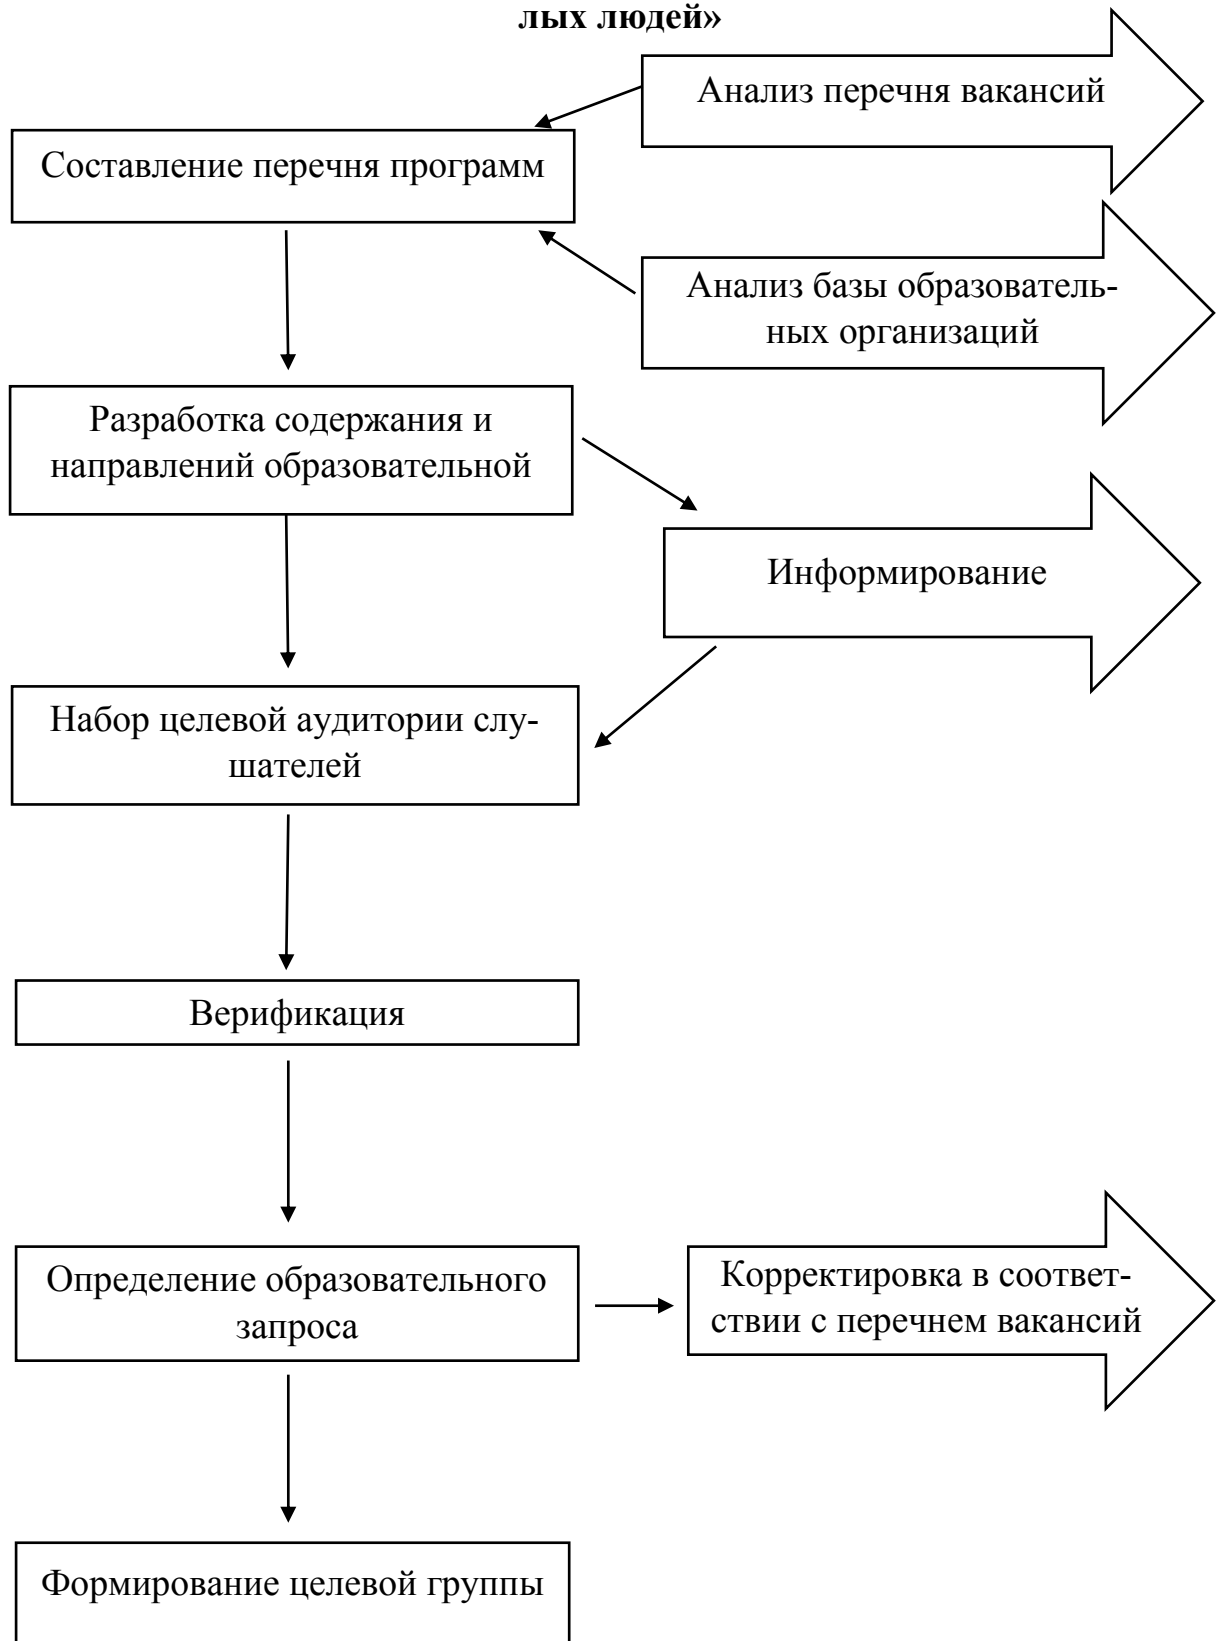 лых людей»
Анализ перечня вакансий
Составление перечня программ
Анализ базы образователь-
ных организаций
Разработка содержания и
направлений образовательной
Информирование
Набор целевой аудитории слу-
шателей
Верификация
Определение образовательного
запроса
Корректировка в соответ-
ствии с перечнем вакансий
Формирование целевой группы